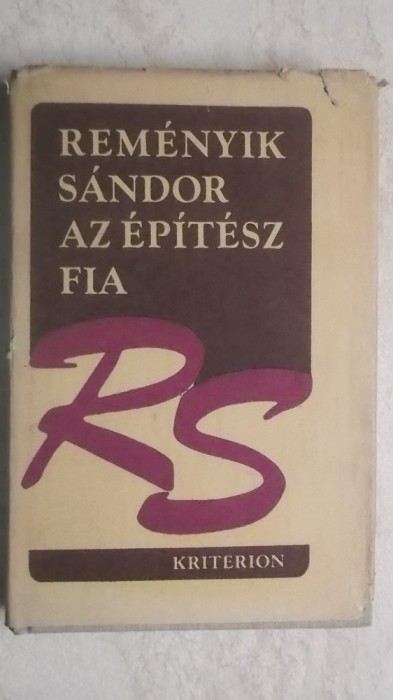 REMÉNYIK
SÁNDOR
AZ ÉPÍTÉSZ
FIA
RS
KRITERION